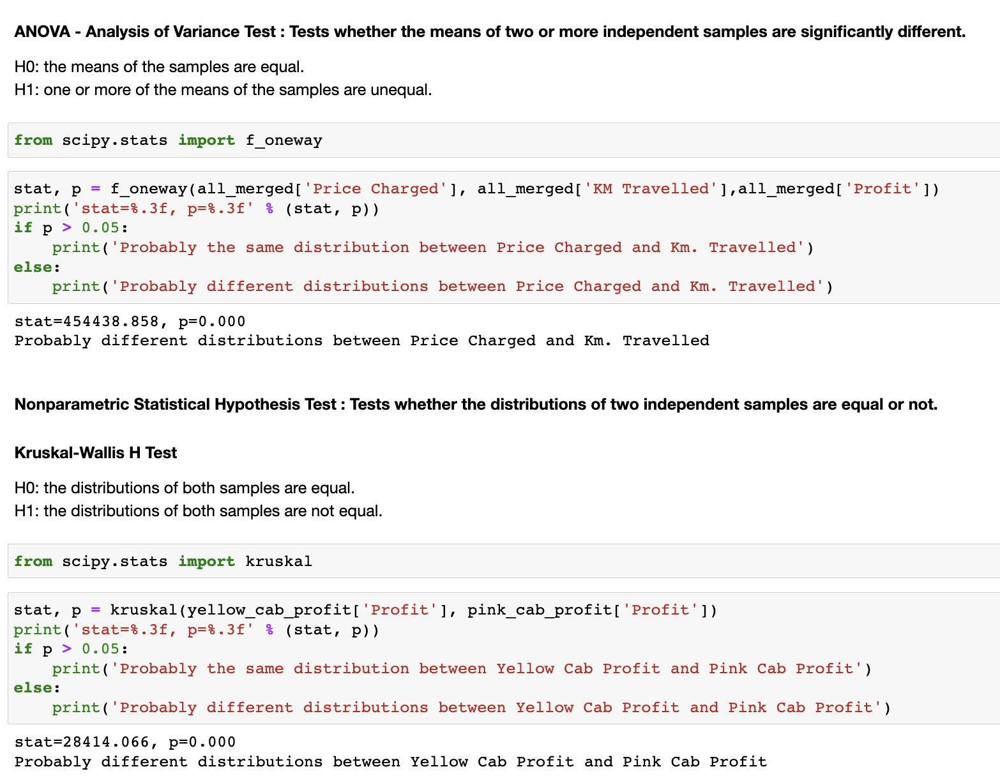 ANOVA - Analysis of Variance Test : Tests whether the means of two or more independent samples are significantly different.
H0: the means of the samples are equal.
H1: one or more of the means of the samples are unequal.
from scipy.stats import f_oneway
stat, p = f_oneway(all_merged['Price Charged'], all_merged['KM Travelled'],all_merged['Profit'])
print('stat=%.3f, p=%.3f' % (stat, p))
if p > 0.05:
    print('Probably the same distribution between Price Charged and Km. Travelled')
else:
    print('Probably different distributions between Price Charged and Km. Travelled')
stat=454438.858, p=0.000
Probably different distributions between Price Charged and Km. Travelled
Nonparametric Statistical Hypothesis Test : Tests whether the distributions of two independent samples are equal or not.
Kruskal-Wallis H Test
H0: the distributions of both samples are equal.
H1: the distributions of both samples are not equal.
from scipy.stats import kruskal
stat, p = kruskal(yellow_cab_profit['Profit'], pink_cab_profit['Profit'])
print('stat=%.3f, p=%.3f' % (stat, p))
if p > 0.05:
    print('Probably the same distribution between Yellow Cab Profit and Pink Cab Profit')
else:
    print('Probably different distributions between Yellow Cab Profit and Pink Cab Profit')
stat=28414.066, p=0.000
Probably different distributions between Yellow Cab Profit and Pink Cab Profit